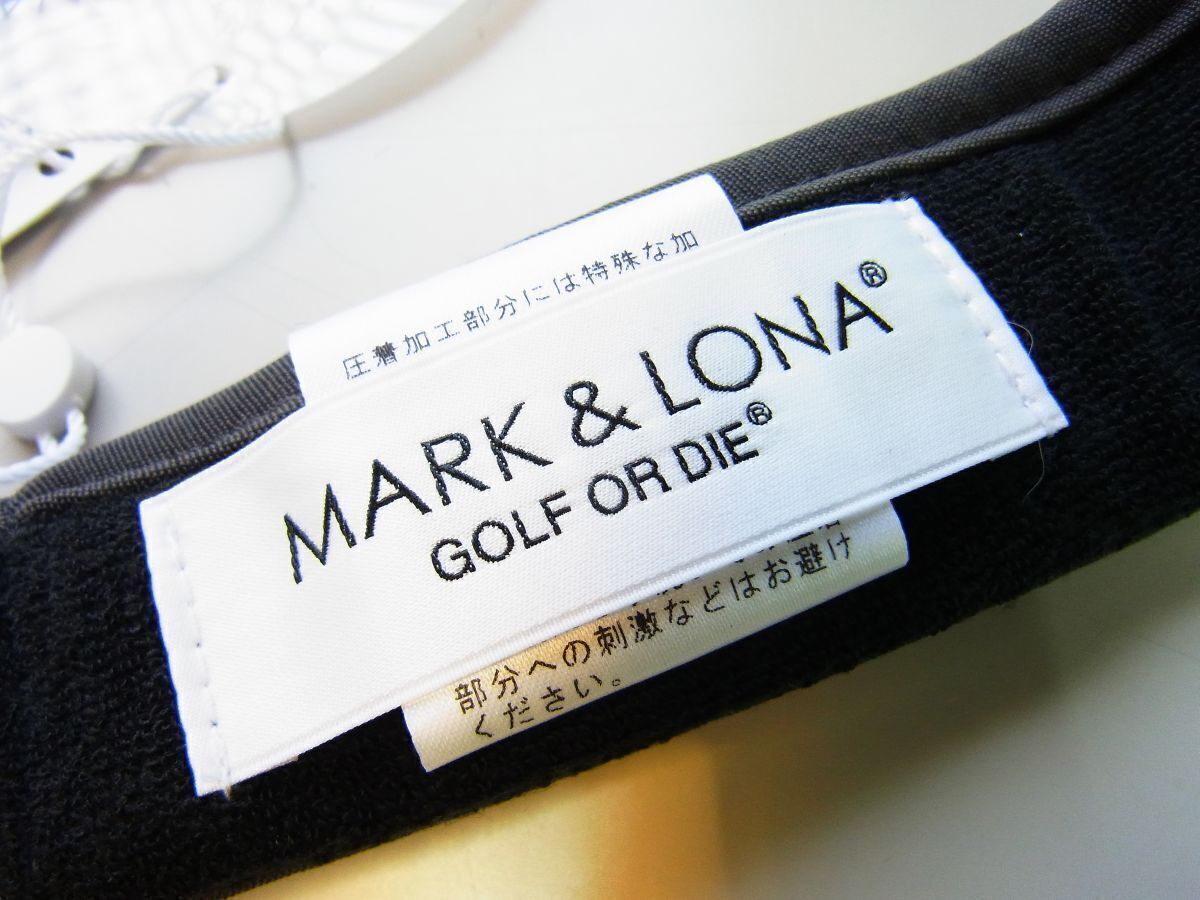 圧着加工部分には特殊な加
MARK & LONA®
GOLF OR DIE®
部分への刺激などはお避け
ください。